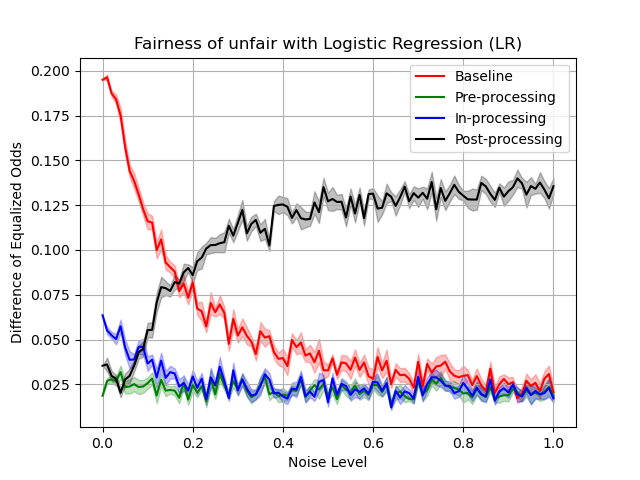 Fairness of unfair with Logistic Regression (LR)
Baseline
Pre-processing
In-processing
Post-processing
Difference of Equalized Odds
0.200
0.175
0.150
0.125
0.100
0.075
0.050
0.025
0.0
0.2
0.4
0.6
0.8
1.0
Noise Level